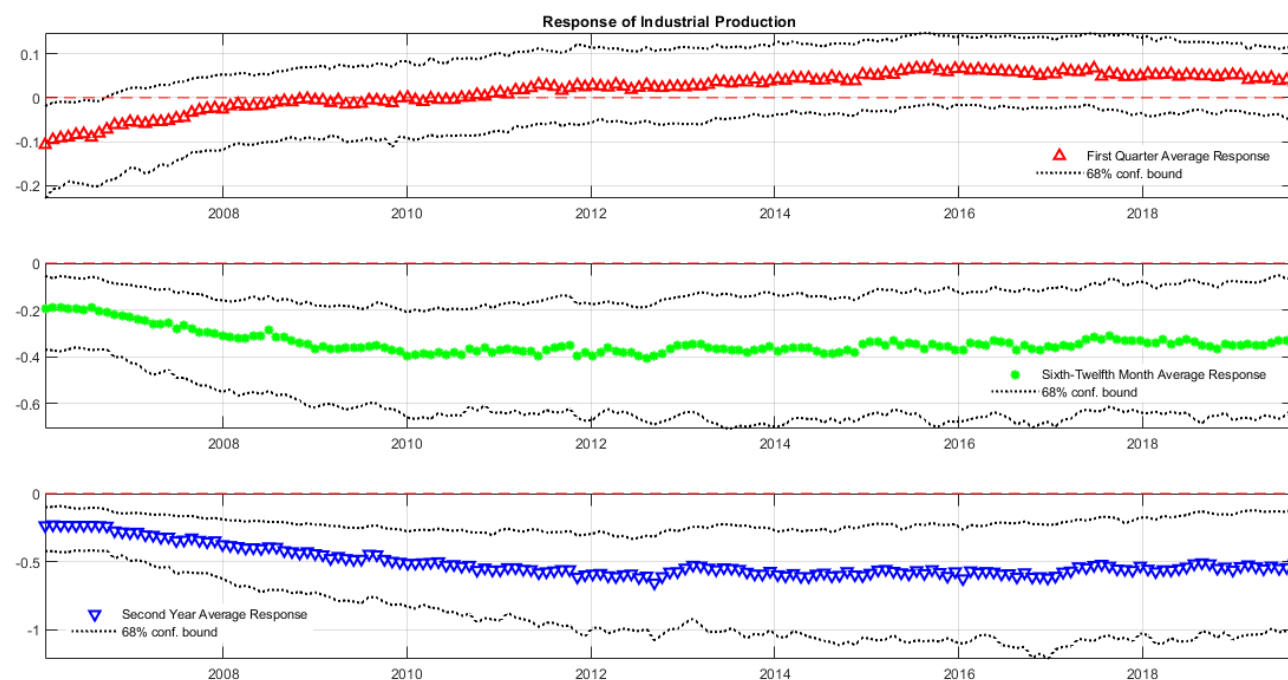 Response of Industrial Production
0.1
0
-0.1
-0.2
First Quarter Average Response
68% conf. bound
2008 2010 2012 2014 2016 2018
0
-0.2
-0.4
-0.6
Sixth-Twelfth Month Average Response
68% conf. bound
2008 2010 2012 2014 2016 2018
0
-0.5
-1
Second Year Average Response
68% conf. bound
2008 2010 2012 2014 2016 2018